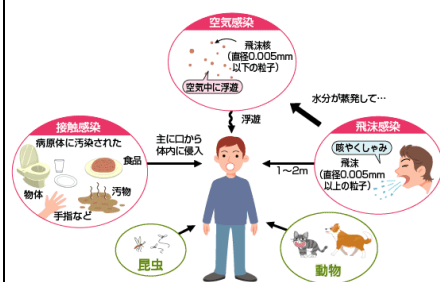 空気感染
飛沫核
(直径0.005mm
以下の粒子)
空気中に浮遊
浮遊
水分が蒸発して…
接触感染
病原体に汚染された
食品
物体
汚物
手指など
主に口から
体内に侵入
飛沫感染
咳やくしゃみ
飛沫
(直径0.005mm
以上の粒子)
1〜2m
昆虫
動物